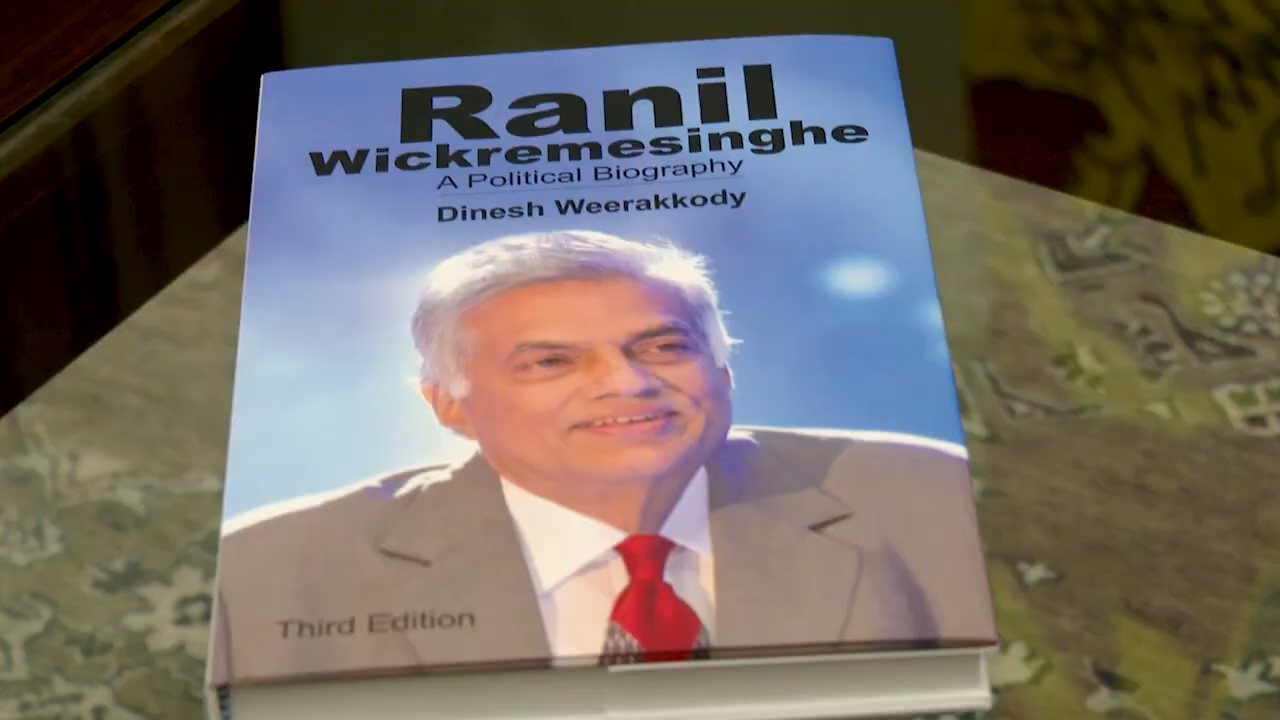 Ranil
Wickremesinghe
A Political Biography
Dinesh Weerakkody
Third Edition